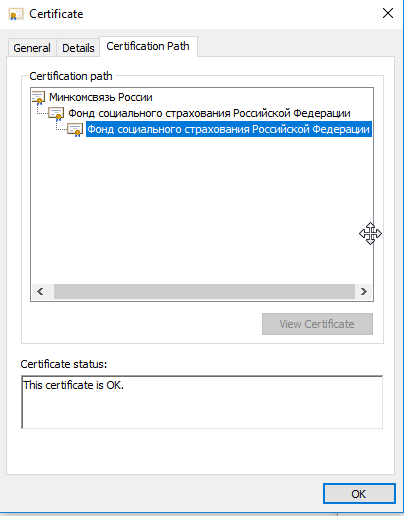 Certificate
General Details Certification Path
Certification path
Минкомсвязь России
Фонд социального страхования Российской Федерации
Фонд социального страхования Российской Федерации
View Certificate
Certificate status:
This certificate is OK.
OK